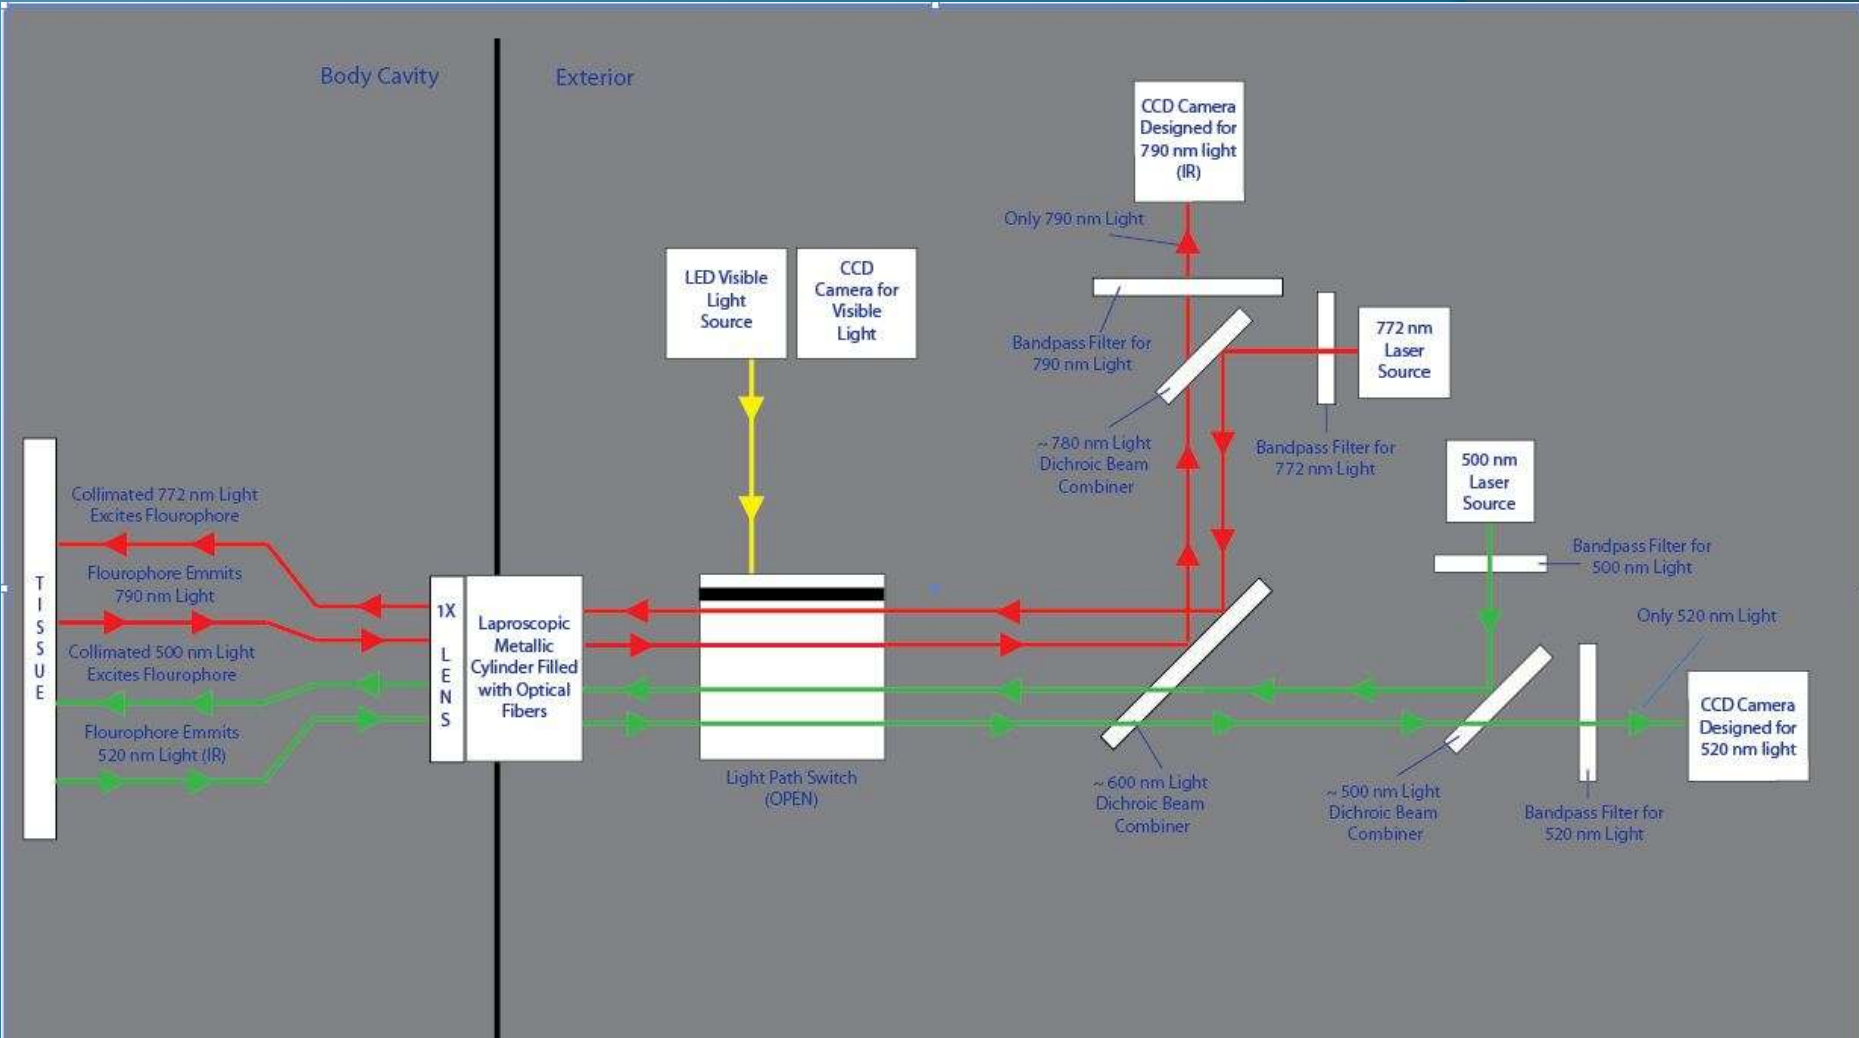 Body Cavity
Exterior
CCD Camera
Designed for
790 nm light
(IR)
Only 790 nm Light
LED Visible
Light
Source
CCD
Camera for
Visible
Light
Bandpass Filter for
790 nm Light
772 nm
Laser
Source
~ 780 nm Light
Dichroic Beam
Combiner
Bandpass Filter for
772 nm Light
500 nm
Laser
Source
Bandpass Filter for
500 nm Light
Collimated 772 nm Light
Excites Flourophore
Flourophore Emmits
790 nm Light
Collimated 500 nm Light
Excites Flourophore
Flourophore Emmits
520 nm Light (IR)
T
I
S
S
U
E
1X
L
E
N
S
Laproscopic
Metallic
Cylinder Filled
with Optical
Fibers
Light Path Switch
(OPEN)
Only 520 nm Light
CCD Camera
Designed for
520 nm light
~ 600 nm Light
Dichroic Beam
Combiner
~ 500 nm Light
Dichroic Beam
Combiner
Bandpass Filter for
520 nm Light